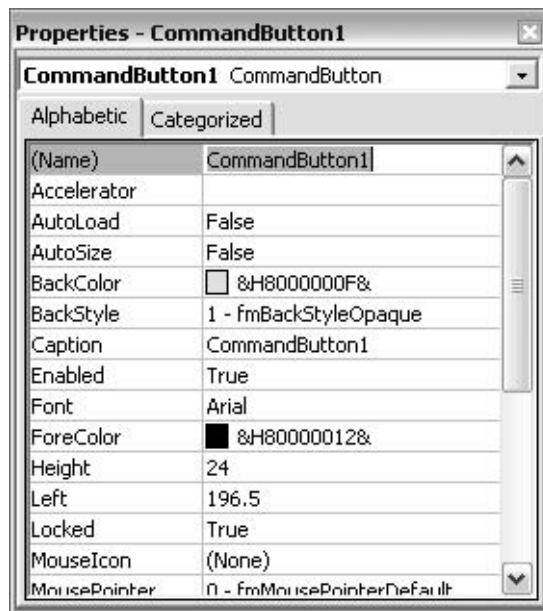 Properties - CommandButton1
CommandButton1 CommandButton
Alphabetic Categorized
(Name) CommandButton1
Accelerator
AutoLoad False
AutoSize False
BackColor &H8000000F&
BackStyle 1 - fmBackStyleOpaque
Caption CommandButton1
Enabled True
Font Arial
ForeColor &H80000012&
Height 24
Left 196.5
Locked True
MouseIcon (None)
MousePointer 0 - fmMousePointerDefault